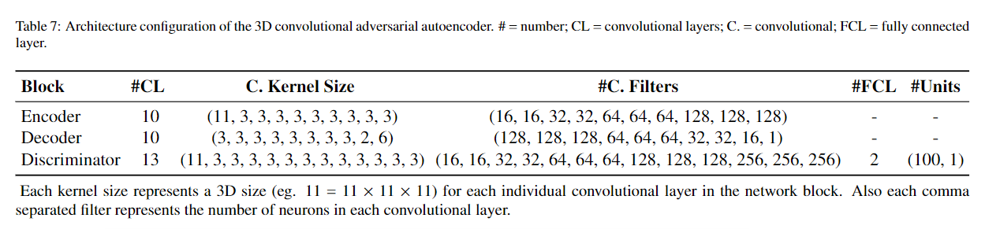 Table 7: Architecture configuration of the 3D convolutional adversarial autoencoder. # = number; CL = convolutional layers; C. = convolutional; FCL = fully connected
layer.
Block #CL C. Kernel Size #C. Filters #FCL #Units
Encoder 10 (11, 3, 3, 3, 3, 3, 3, 3, 3, 3) (16, 16, 32, 32, 64, 64, 64, 128, 128, 128) - -
Decoder 10 (3, 3, 3, 3, 3, 3, 3, 3, 2, 6) (128, 128, 128, 64, 64, 64, 32, 32, 16, 1) - -
Discriminator 13 (11, 3, 3, 3, 3, 3, 3, 3, 3, 3, 3, 3, 3) (16, 16, 32, 32, 64, 64, 64, 128, 128, 128, 256, 256, 256) 2 (100, 1)
Each kernel size represents a 3D size (eg. 11 = 11 × 11 × 11) for each individual convolutional layer in the network block. Also each comma
separated filter represents the number of neurons in each convolutional layer.